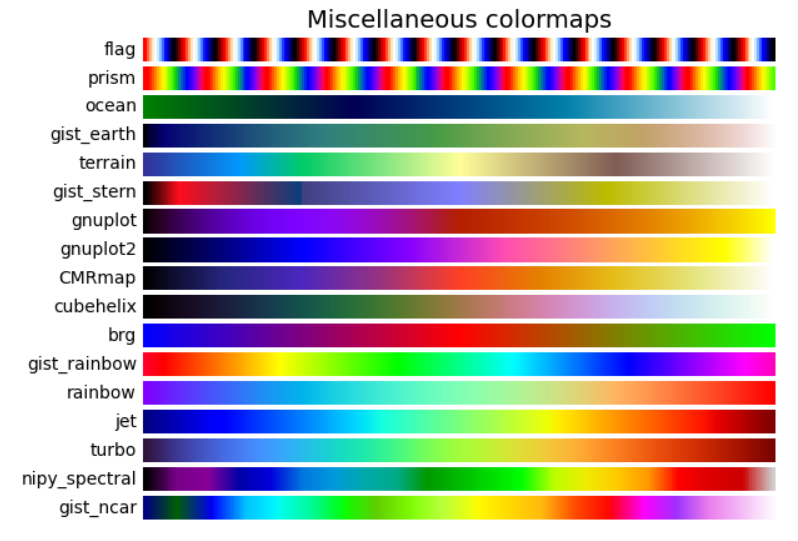 Miscellaneous colormaps
flag
prism
ocean
gist_earth
terrain
gist_stern
gnuplot
gnuplot2
CMRmap
cubehelix
brg
gist_rainbow
rainbow
jet
turbo
nipy_spectral
gist_ncar